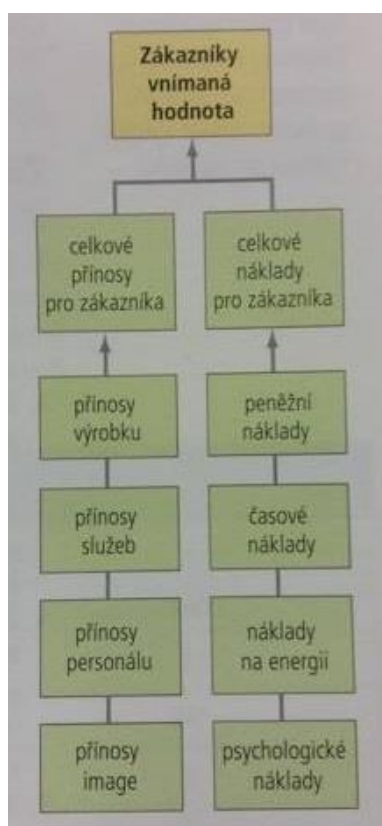 Zákazníky
vnímaná
hodnota
celkové
přínosy
pro zákazníka
celkové
náklady
pro zákazníka
přínosy
výrobku
peněžní
náklady
přínosy
služeb
časové
náklady
přínosy
personálu
náklady
na energii
přínosy
image
psychologické
náklady